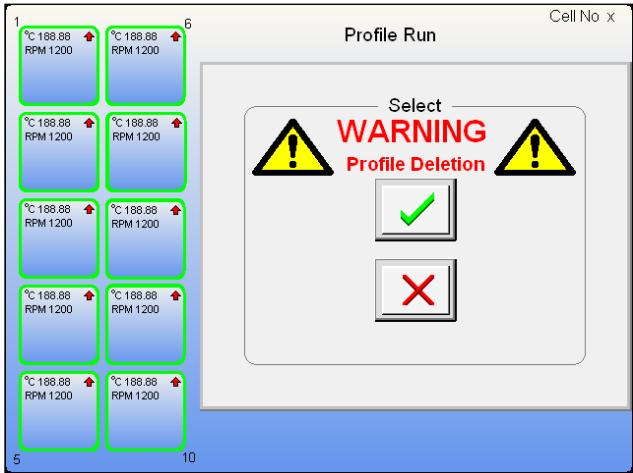 1
6
°C 188.88
RPM 1200
°C 188.88
RPM 1200
°C 188.88
RPM 1200
°C 188.88
RPM 1200
°C 188.88
RPM 1200
°C 188.88
RPM 1200
°C 188.88
RPM 1200
°C 188.88
RPM 1200
°C 188.88
RPM 1200
°C 188.88
RPM 1200
5
10
Cell No x
Profile Run
Select
WARNING
Profile Deletion